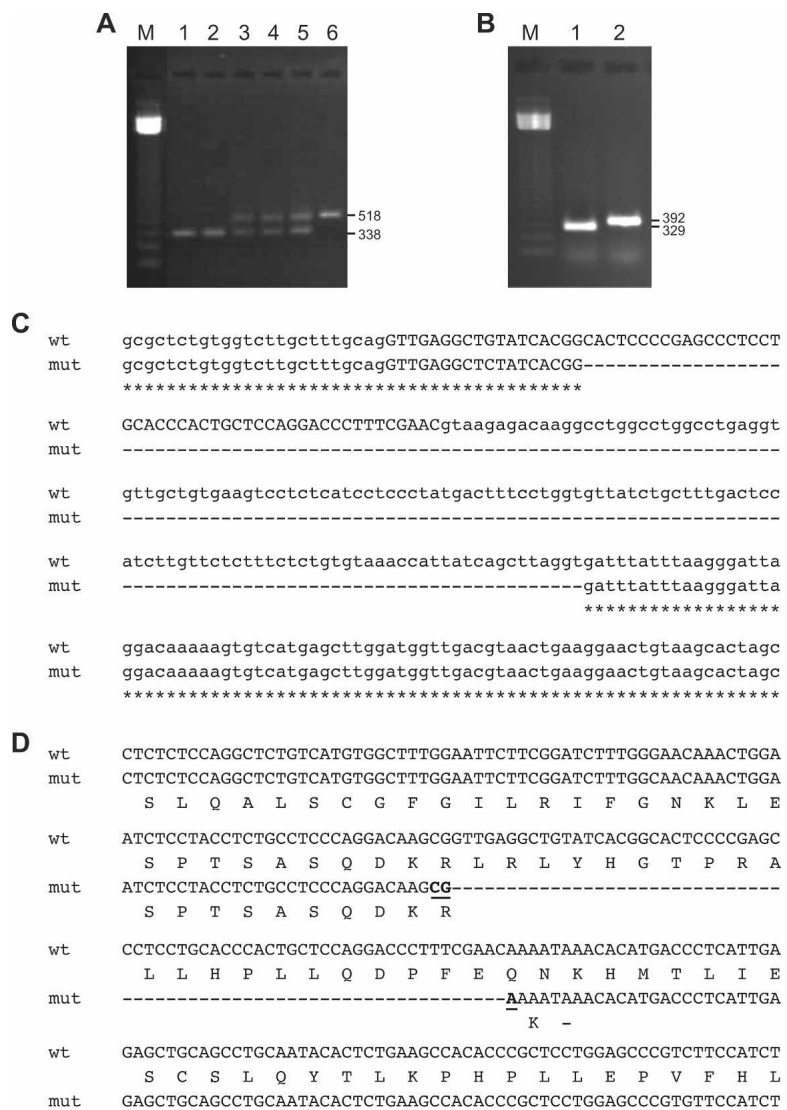 A
B
M 1 2 3 4 5 6
M 1 2
518
338
392
329
C
wt gcgctctgtggtcttgctttgcagGTTGAGGCTGTATCACGGCACTCCCCGAGCCCTCCT
mut gcgctctgtggtcttgctttgcagGTTGAGGCTCTATCACGG------------------
******************************************
wt GCACCCACTGCTCCAGGACCCTTTCGAACgtaagagacaaggcctggcctggcctgaggt
mut ------------------------------------------------------------
wt gttgctgtgaagtcctctcatcctccctatgactttcctggtgttatctgctttgactcc
mut ------------------------------------------------------------
wt atcttgttctctttctctgtgtaaaccattatcagcttaggtgatttatttaagggatta
mut ------------------------------------------gatttatttaagggatta
******************
wt ggacaaaaagtgtcatgagcttggatggttgacgtaactgaaggaactgtaagcactagc
mut ggacaaaaagtgtcatgagcttggatggttgacgtaactgaaggaactgtaagcactagc
************************************************************
D
wt CTCTCTCCAGGCTCTGTCATGTGGCTTTGGAATTCTTCGGATCTTTGGGAACAAACTGGA
mut CTCTCTCCAGGCTCTGTCATGTGGCTTTGGAATTCTTCGGATCTTTGGCAACAAACTGGA
S L Q A L S C G F G I L R I F G N K L E
wt ATCTCCTACCTCTGCCTCCCAGGACAAGCGGTTGAGGCTGTATCACGGCACTCCCCGAGC
S P T S A S Q D K R L R L Y H G T P R A
mut ATCTCCTACCTCTGCCTCCCAGGACAAGCG------------------------------
S P T S A S Q D K R
wt CCTCCTGCACCCACTGCTCCAGGACCCTTTCGAACAAAATAAACACATGACCCTCATTGA
L L H P L L Q D P F E Q N K H M T L I E
mut -----------------------------------AAAATAAACACATGACCCTCATTGA
K –
wt GAGCTGCAGCCTGCAATACACTCTGAAGCCACACCCGCTCCTGGAGCCCGTCTTCCATCT
S C S L Q Y T L K P H P L L E P V F H L
mut GAGCTGCAGCCTGCAATACACTCTGAAGCCACACCCGCTCCTGGAGCCCGTGTTCCATCT